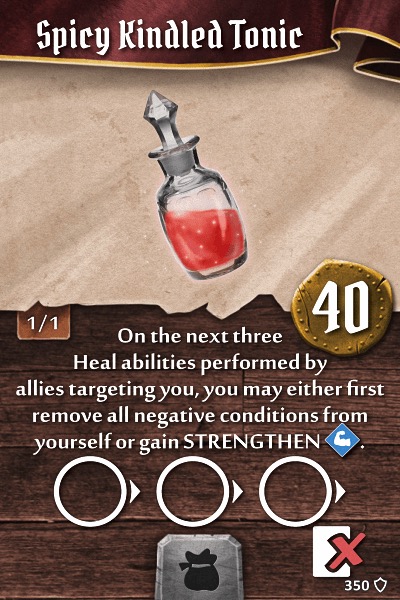 Spicy Kindled Tonic
40
1/1
On the next three
Heal abilities performed by
allies targeting you, you may either first
remove all negative conditions from
yourself or gain STRENGTHEN .
350